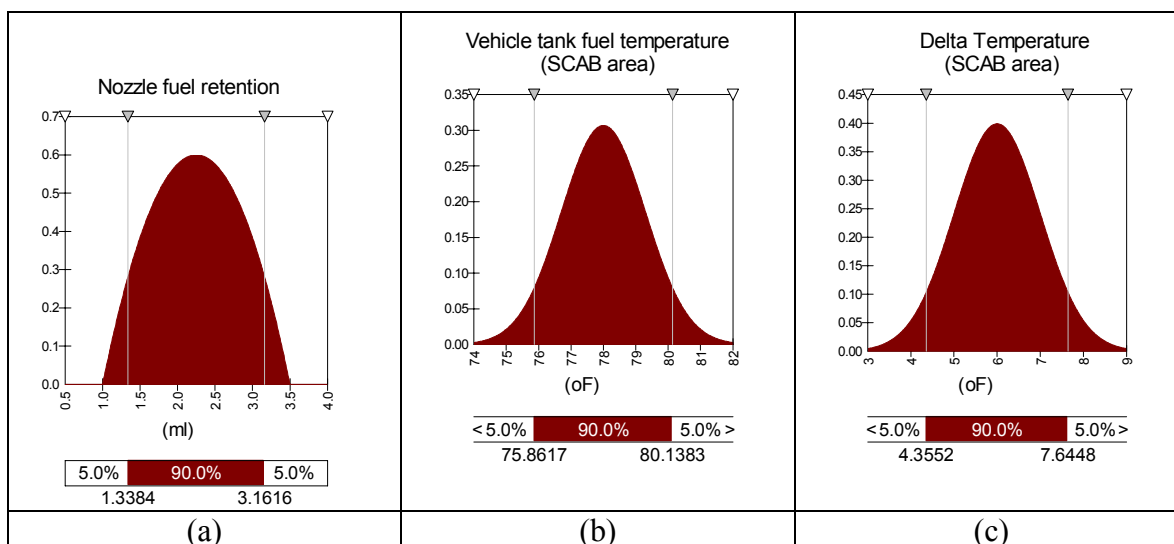 Nozzle fuel retention
0.7
0.6
0.5
0.4
0.3
0.2
0.1
0.0
0.5 1.0 1.5 2.0 2.5 3.0 3.5 4.0
(ml)
5.0% 90.0% 5.0%
1.3384 3.1616
(a)
Vehicle tank fuel temperature
(SCAB area)
0.35
0.30
0.25
0.20
0.15
0.10
0.05
0.00
74 75 76 77 78 79 80 81 82
(oF)
< 5.0% 90.0% 5.0% >
75.8617 80.1383
(b)
Delta Temperature
(SCAB area)
0.45
0.40
0.35
0.30
0.25
0.20
0.15
0.10
0.05
0.00
3 4 5 6 7 8 9
(oF)
< 5.0% 90.0% 5.0% >
4.3552 7.6448
(c)